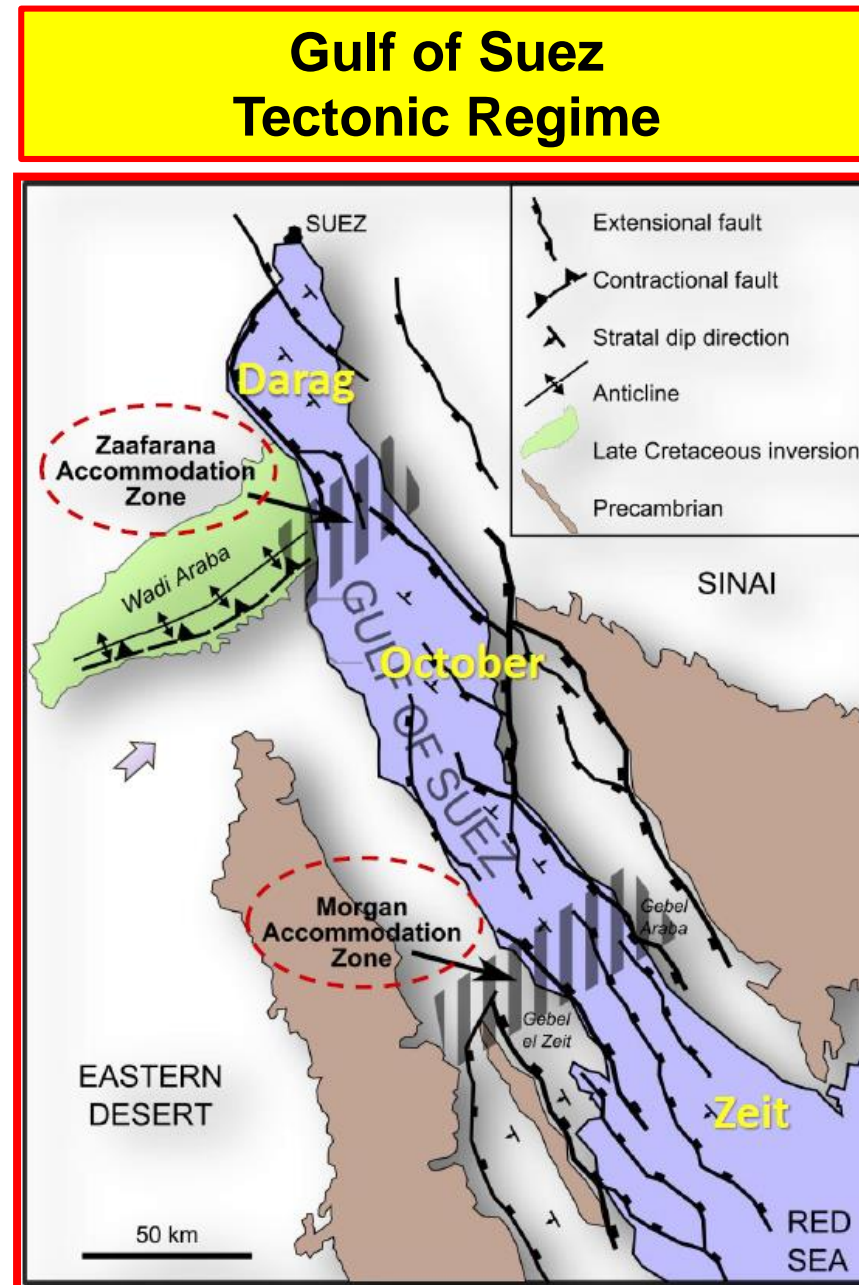 Gulf of Suez
Tectonic Regime
SUEZ
Extensional fault
Contractional fault
Stratal dip direction
Anticline
Late Cretaceous inversion
Precambrian
Darag
Zaafarana
Accommodation
Zone
Wadi Araba
SINAI
GULF OF SUEZ
October
Morgan
Accommodation
Zone
Gebel
Araba
Gebel
el Zeit
EASTERN
DESERT
Zeit
50 km
RED
SEA